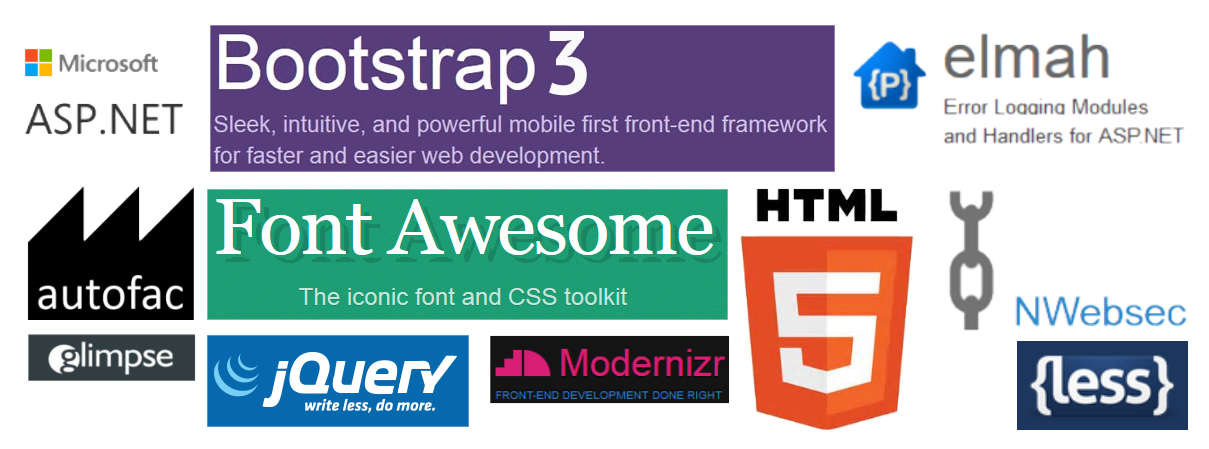 Microsoft
ASP.NET
Bootstrap 3
Sleek, intuitive, and powerful mobile first front-end framework
for faster and easier web development.
{P}
elmah
Error Logging Modules
and Handlers for ASP.NET
autofac
Font Awesome
The iconic font and CSS toolkit
HTML
5
NWebsec
glimpse
jQuery
write less, do more.
Modernizr
FRONT-END DEVELOPMENT DONE RIGHT
{less}